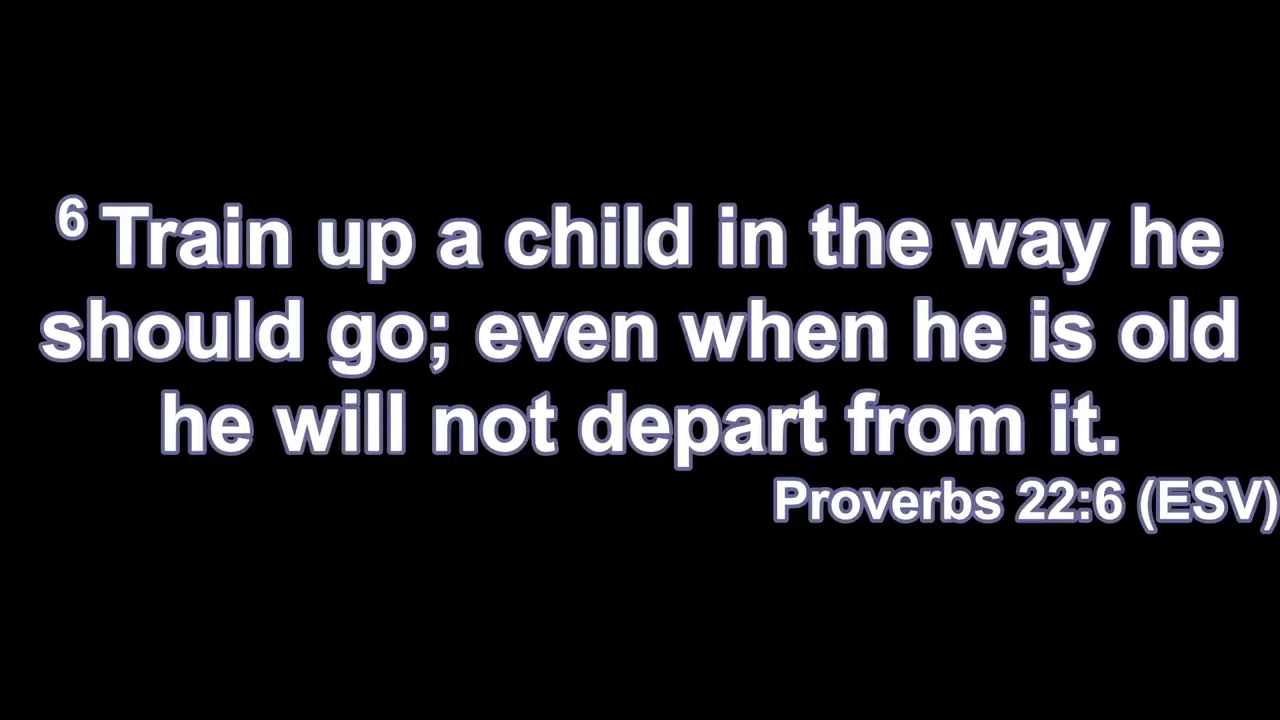 6 Train up a child in the way he
should go; even when he is old
he will not depart from it.
Proverbs 22:6 (ESV)